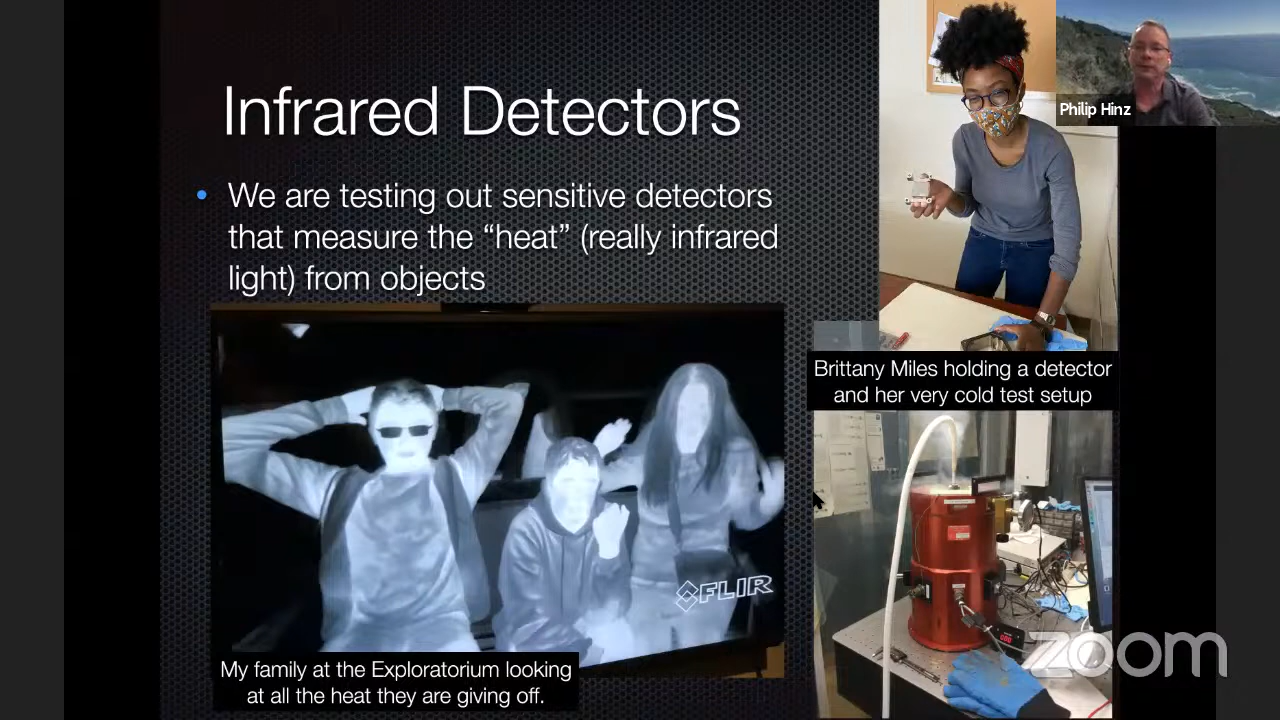 Infrared Detectors
• We are testing out sensitive detectors
that measure the “heat” (really infrared
light) from objects
Philip Hinz
Brittany Miles holding a detector
and her very cold test setup
FLIR
My family at the Exploratorium looking
at all the heat they are giving off.
zoom